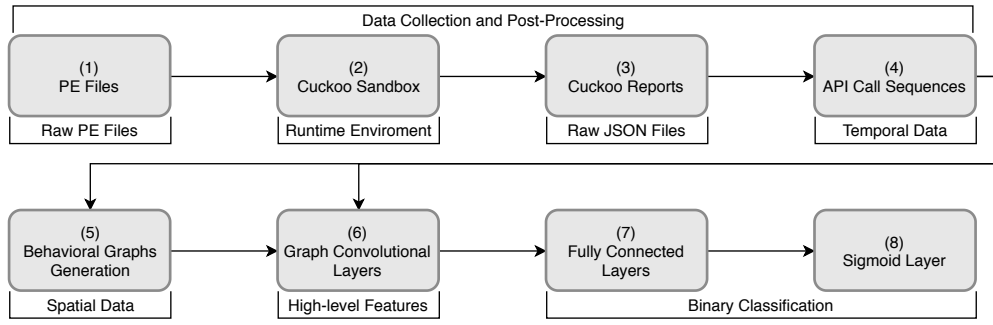 Data Collection and Post-Processing
(1)
PE Files
(2)
Cuckoo Sandbox
(3)
Cuckoo Reports
(4)
API Call Sequences
Raw PE Files
Runtime Enviroment
Raw JSON Files
Temporal Data
(5)
Behavioral Graphs
Generation
(6)
Graph Convolutional
Layers
(7)
Fully Connected
Layers
(8)
Sigmoid Layer
Spatial Data
High-level Features
Binary Classification